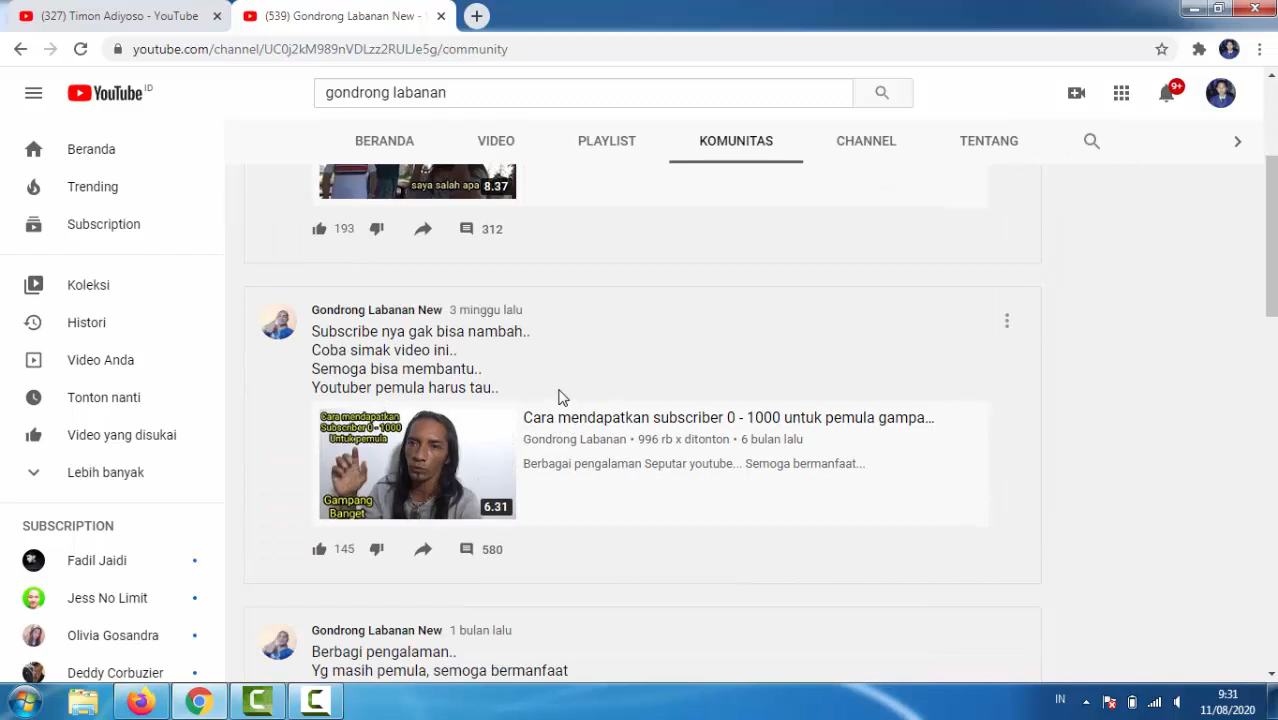 (327) Timon Adiyoso - YouTube
(539) Gondrong Labanan New -
youtube.com/channel/UC0j2kM989nVDLzz2RULJe5g/community
YouTube ID
gondrong labanan
9+
BERANDA VIDEO PLAYLIST KOMUNITAS CHANNEL TENTANG
Beranda
Trending
Subscription
Koleksi
Histori
Video Anda
Tonton nanti
Video yang disukai
Lebih banyak
SUBSCRIPTION
Fadil Jaidi
Jess No Limit
Olivia Gosandra
Deddy Corbuzier
saya salah apa 8.37
193 312
Gondrong Labanan New 3 minggu lalu
Subscribe nya gak bisa nambah..
Coba simak video ini..
Semoga bisa membantu..
Youtuber pemula harus tau..
Cara mendapatkan
Subscriber 0 - 1000
Untuk pemula
Gampang
Banget
6.31
Cara mendapatkan subscriber 0 - 1000 untuk pemula gampa...
Gondrong Labanan • 996 rb x ditonton • 6 bulan lalu
Berbagai pengalaman Seputar youtube... Semoga bermanfaat...
145 580
Gondrong Labanan New 1 bulan lalu
Berbagi pengalaman..
Yg masih pemula, semoga bermanfaat
IN
9:31
11/08/2020